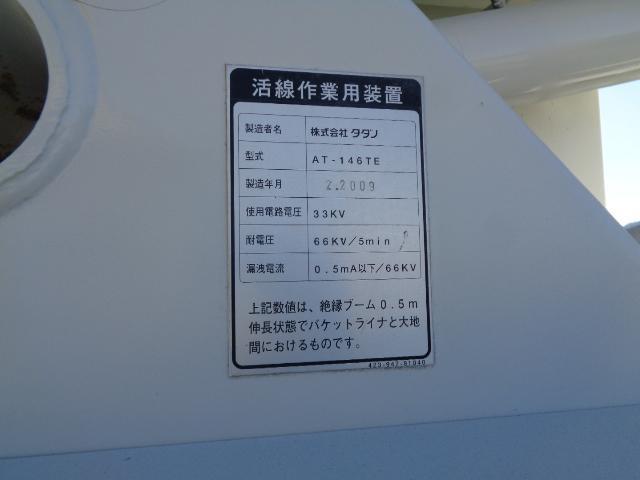 活線作業用装置
製造者名 株式会社 タダノ
型式 AT-146TE
製造年月 2.2009
使用電路電圧 33KV
耐電圧 66KV/5min
漏洩電流 0.5mA以下/66KV
上記数値は、絶縁ブーム0.5m
伸長状態でバケットライナと大地
間におけるものです。